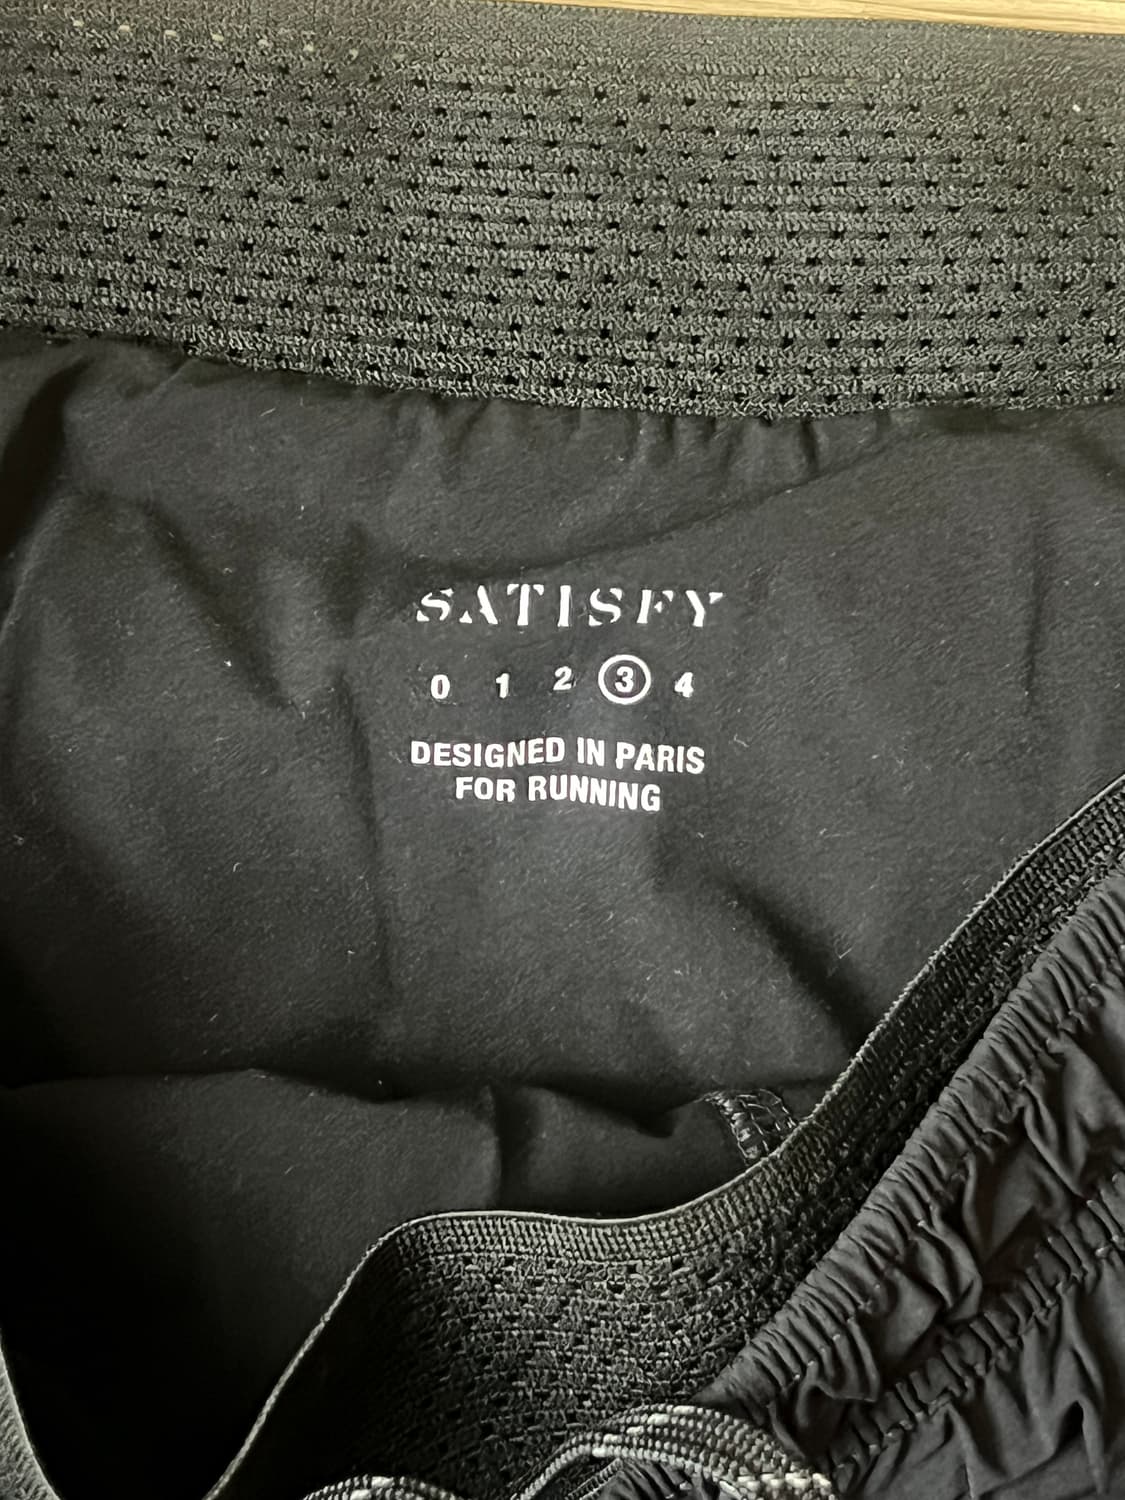 SATISFY
0 1 2 3 4
DESIGNED IN PARIS
FOR RUNNING